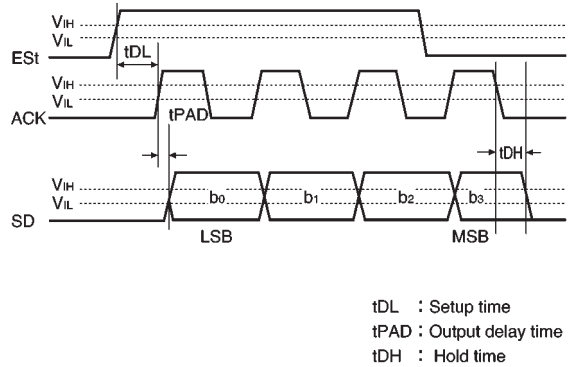 VIH
VIL
ESt
tDL
VIH
VIL
ACK
tPAD
tDH
VIH
VIL
SD
b0 b1 b2 b3
LSB MSB
tDL : Setup time
tPAD : Output delay time
tDH : Hold time